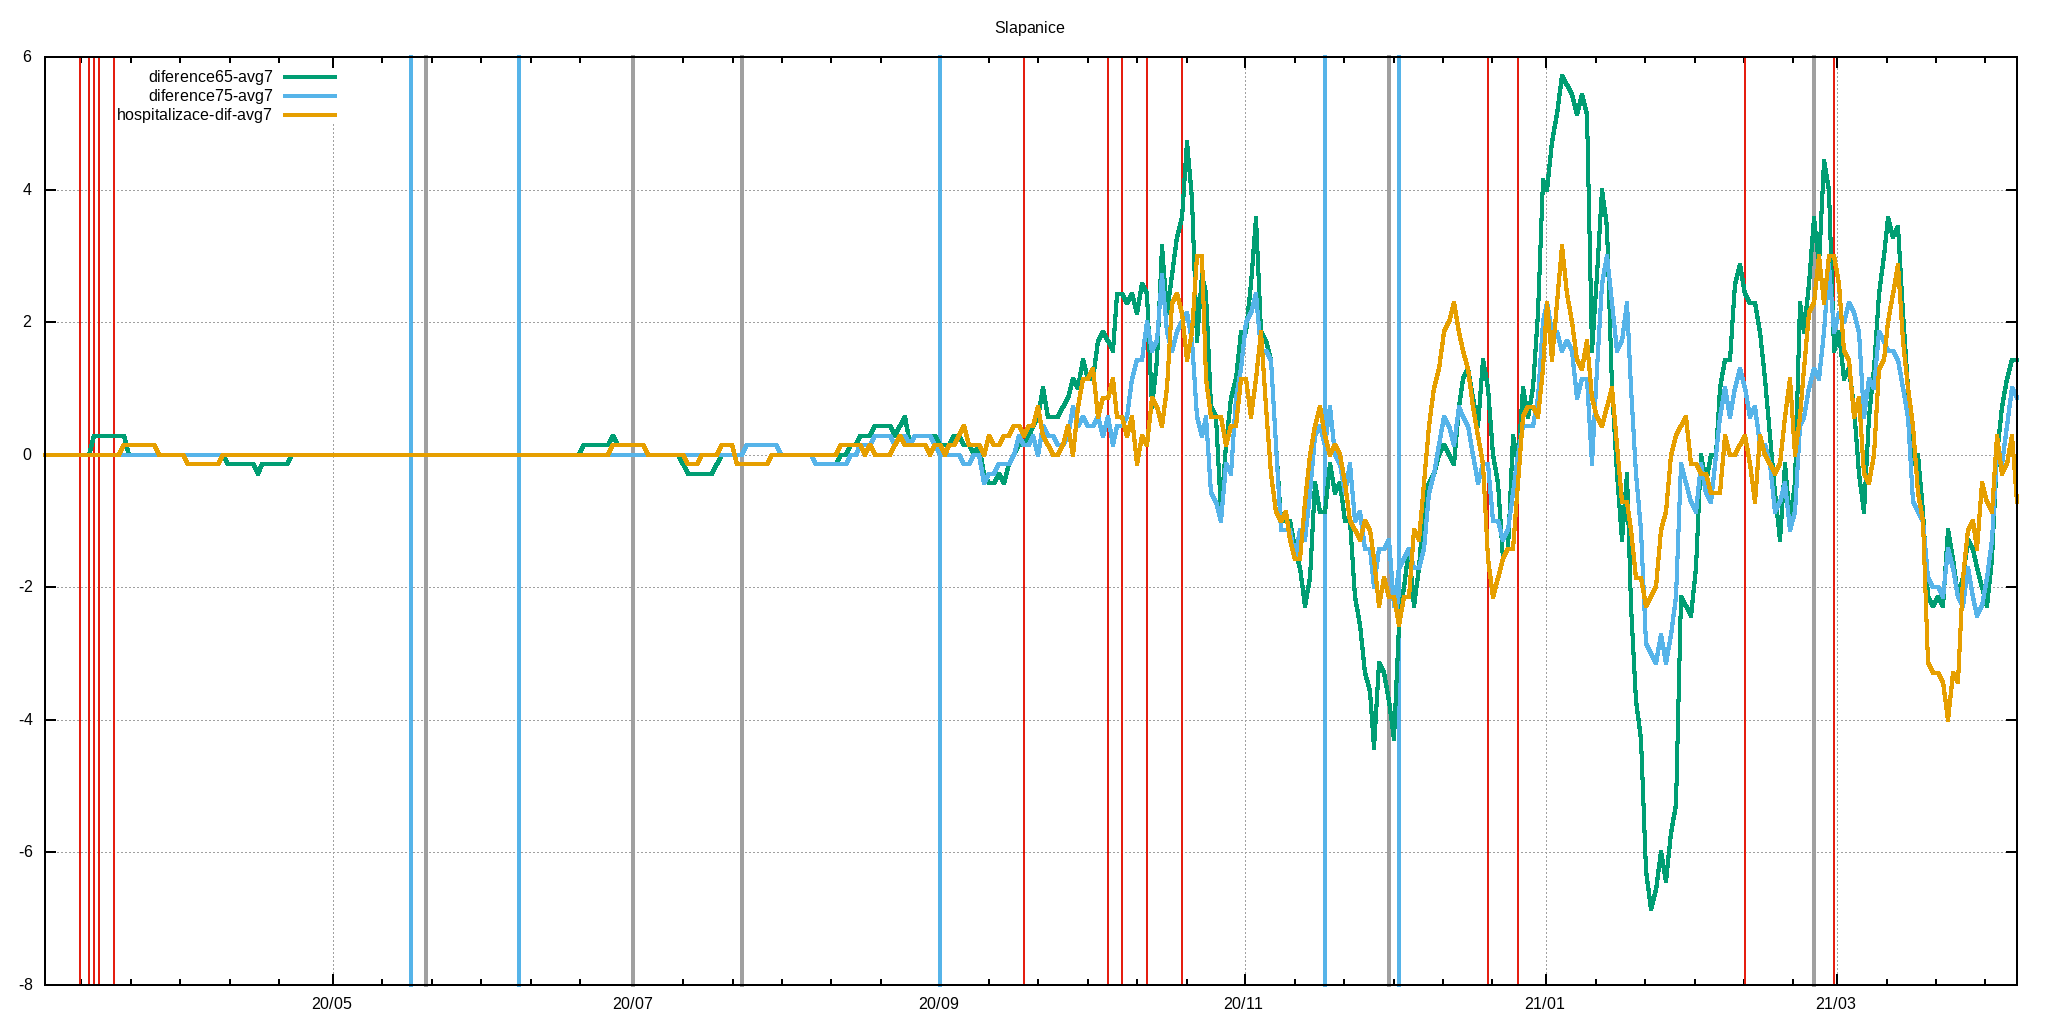 Slapanice
6
diference65-avg7
diference75-avg7
hospitalizace-dif-avg7
4
2
0
-2
-4
-6
-8
20/05 20/07 20/09 20/11 21/01 21/03